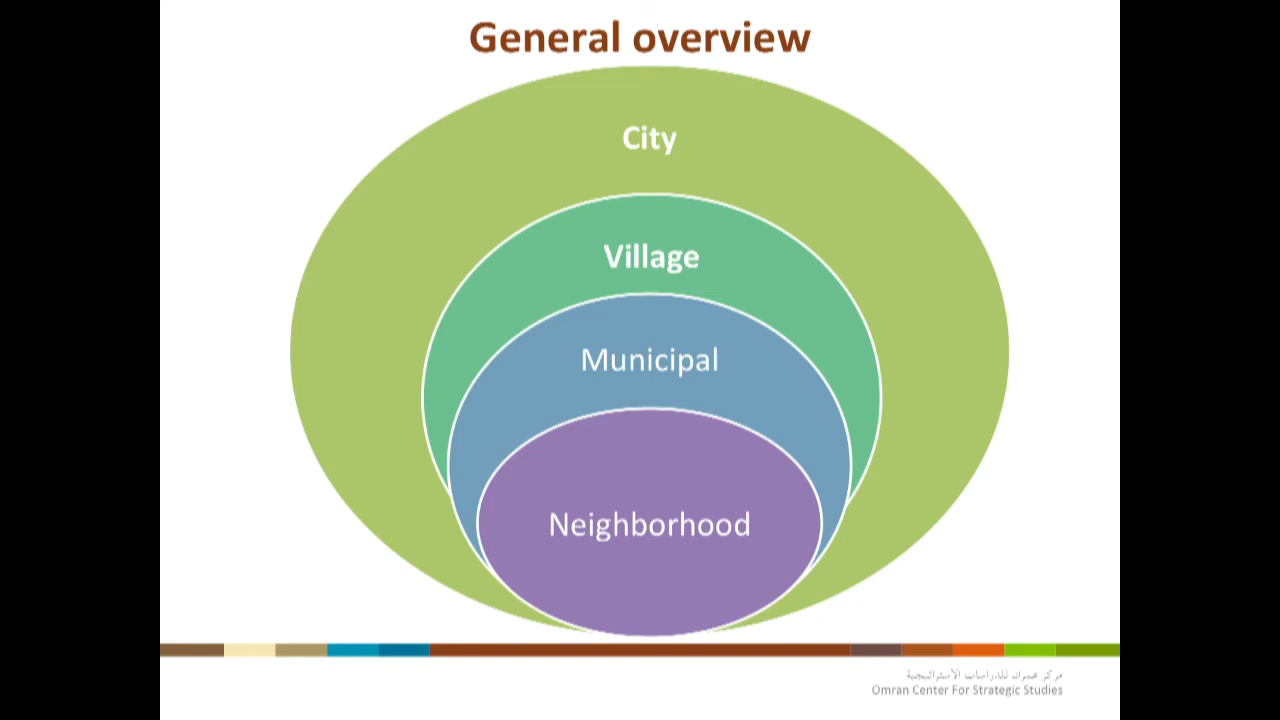 General overview
City
Village
Municipal
Neighborhood
مركز عمران للدراسات الاستراتيجية
Omran Center For Strategic Studies